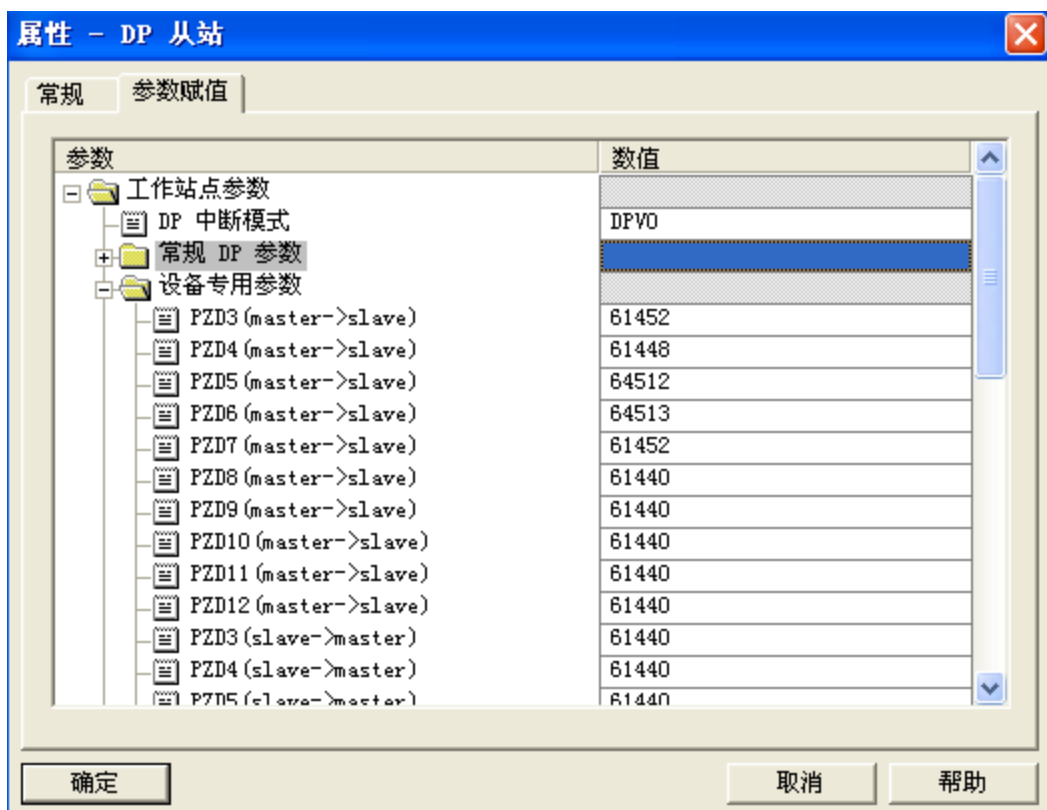 属性 - DP 从站
常规 参数赋值
参数 数值
工作站点参数
DP 中断模式 DPV0
常规 DP 参数
设备专用参数
PZD3(master->slave) 61452
PZD4(master->slave) 61448
PZD5(master->slave) 64512
PZD6(master->slave) 64513
PZD7(master->slave) 61452
PZD8(master->slave) 61440
PZD9(master->slave) 61440
PZD10(master->slave) 61440
PZD11(master->slave) 61440
PZD12(master->slave) 61440
PZD3(slave->master) 61440
PZD4(slave->master) 61440
PZD5(slave->master) 61440
确定 取消 帮助